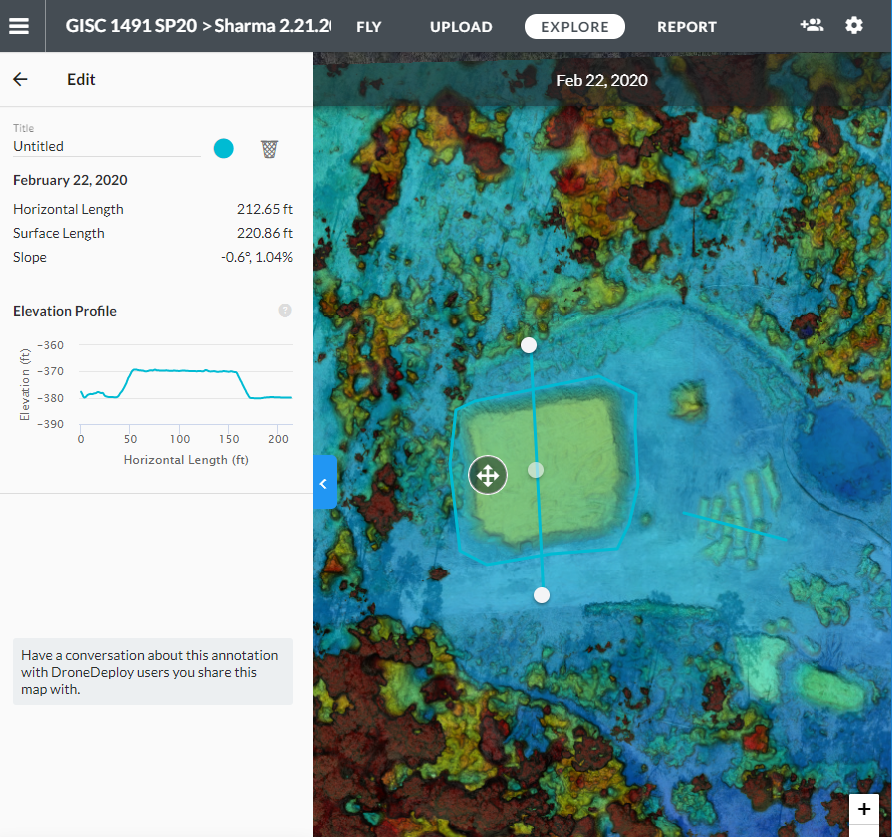 GISC 1491 SP20 > Sharma 2.21.2
FLY
UPLOAD
EXPLORE
REPORT
Edit
Feb 22, 2020
Title
Untitled
February 22, 2020
Horizontal Length 212.65 ft
Surface Length 220.86 ft
Slope -0.6°, 1.04%
Elevation Profile ?
Elevation (ft)
−360
−370
−380
−390
0 50 100 150 200
Horizontal Length (ft)
Have a conversation about this annotation
with DroneDeploy users you share this
map with.
+